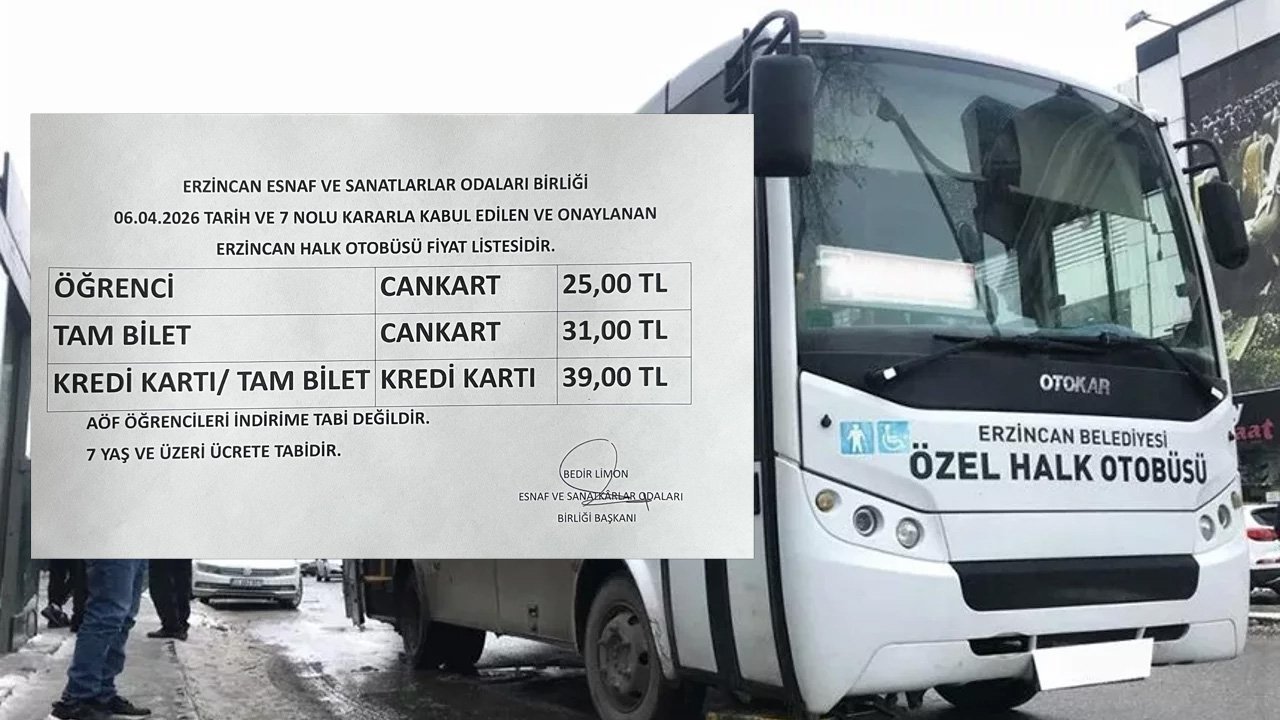 ERZİNCAN ESNAF VE SANATLARLAR ODALARI BİRLİĞİ
06.04.2026 TARİH VE 7 NOLU KARARLA KABUL EDİLEN VE ONAYLANAN
ERZİNCAN HALK OTOBÜSÜ FİYAT LİSTESİDİR.
ÖĞRENCİ CANKART 25,00 TL
TAM BİLET CANKART 31,00 TL
KREDİ KARTI/ TAM BİLET KREDİ KARTI 39,00 TL
AÖF ÖĞRENCİLERİ İNDİRİME TABİ DEĞİLDİR.
7 YAŞ VE ÜZERİ ÜCRETE TABİDİR.
BEDİR LİMON
ESNAF VE SANATKÂRLAR ODALARI
BİRLİĞİ BAŞKANI
OTOKAR
ERZİNCAN BELEDİYESİ
ÖZEL HALK OTOBÜSÜ